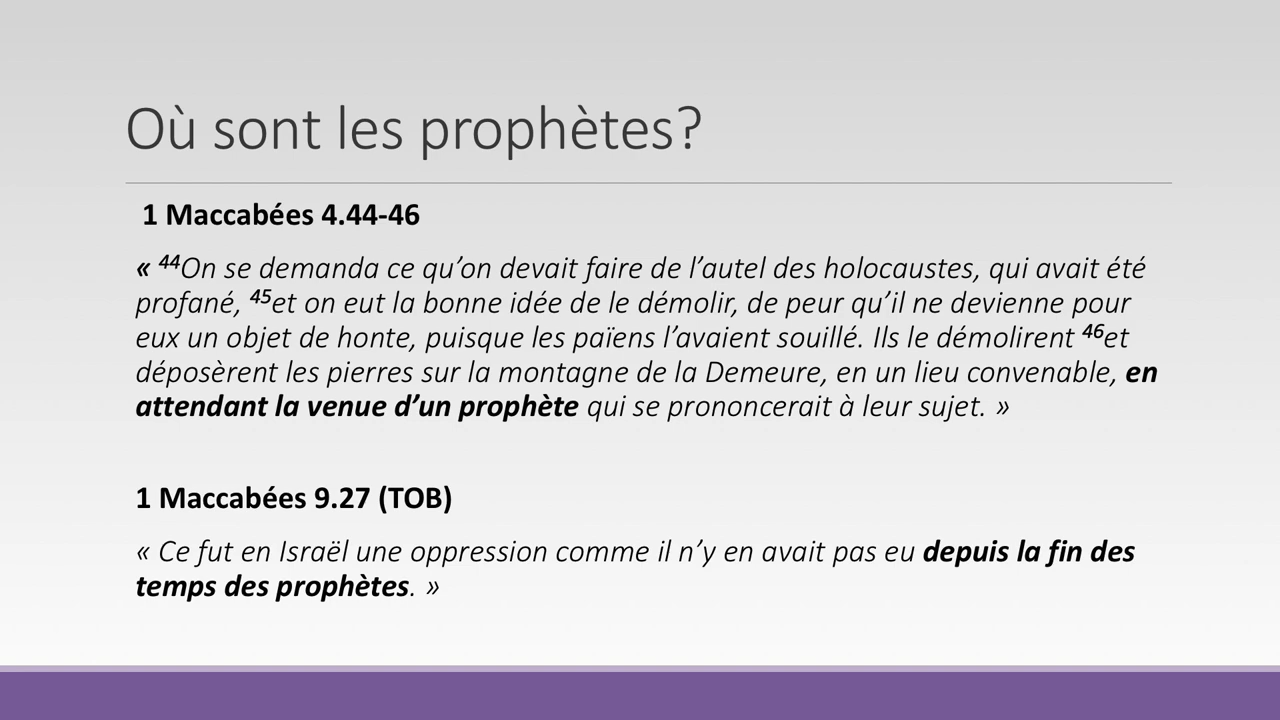 Où sont les prophètes?
1 Maccabées 4.44-46
« ⁴⁴On se demanda ce qu’on devait faire de l’autel des holocaustes, qui avait été
profané, ⁴⁵et on eut la bonne idée de le démolir, de peur qu’il ne devienne pour
eux un objet de honte, puisque les païens l’avaient souillé. Ils le démolirent ⁴⁶et
déposèrent les pierres sur la montagne de la Demeure, en un lieu convenable, en
attendant la venue d’un prophète qui se prononcerait à leur sujet. »
1 Maccabées 9.27 (TOB)
« Ce fut en Israël une oppression comme il n’y en avait pas eu depuis la fin des
temps des prophètes. »